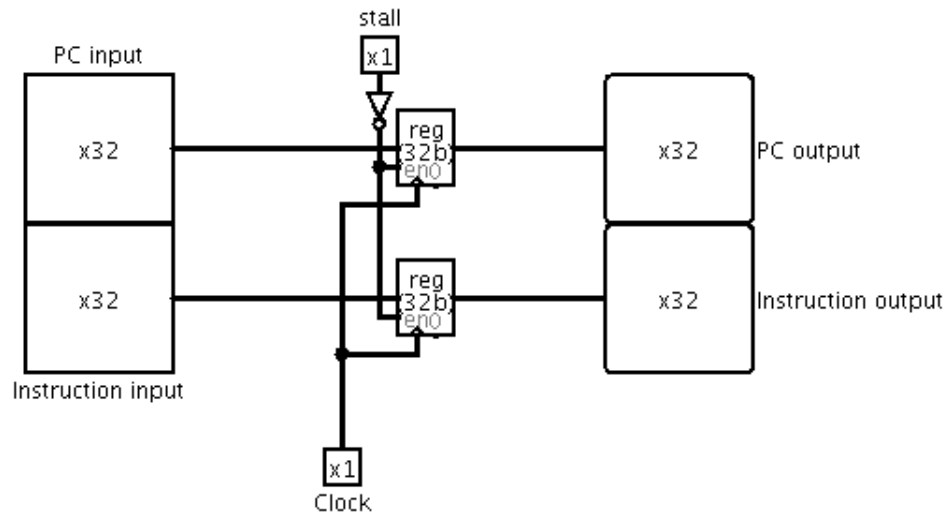 stall
x1
PC input
x32
reg
(32b)
en0
x32
PC output
x32
reg
(32b)
en0
x32
Instruction output
Instruction input
x1
Clock